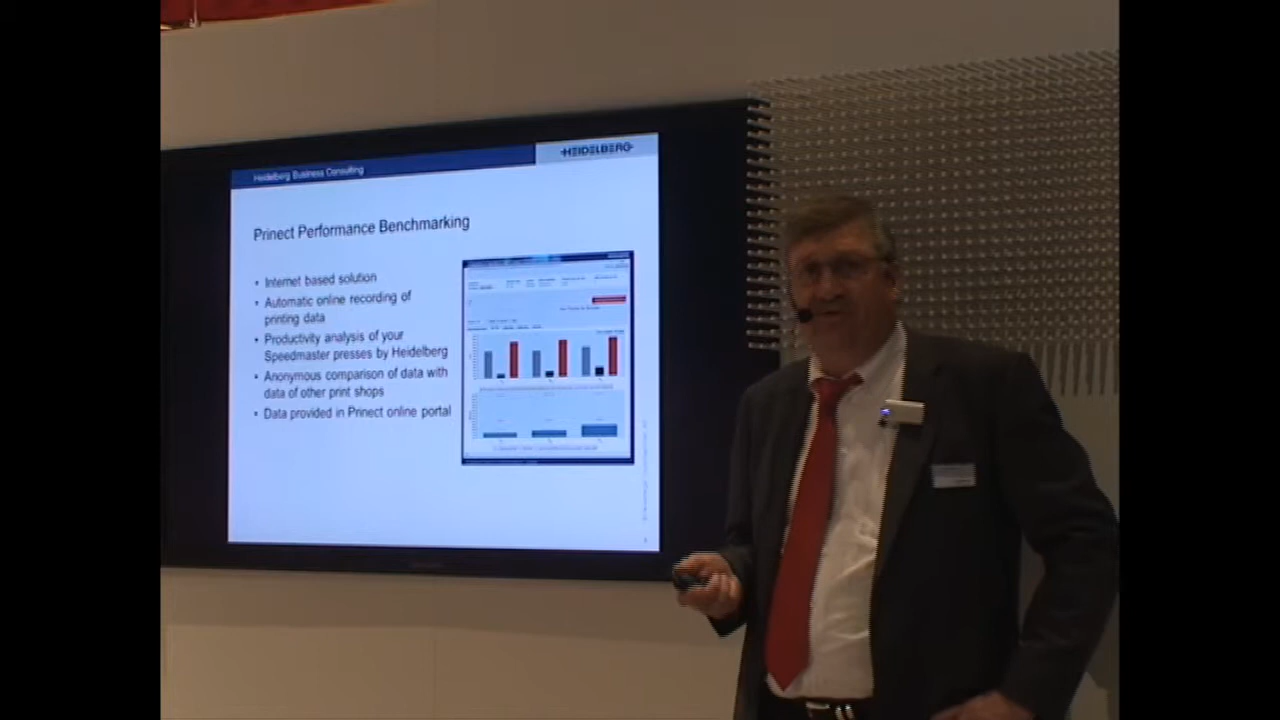 Heidelberg Business Consulting
HEIDELBERG
Prinect Performance Benchmarking
• Internet based solution
• Automatic online recording of
printing data
• Productivity analysis of your
Speedmaster presses by Heidelberg
• Anonymous comparison of data with
data of other print shops
• Data provided in Prinect online portal